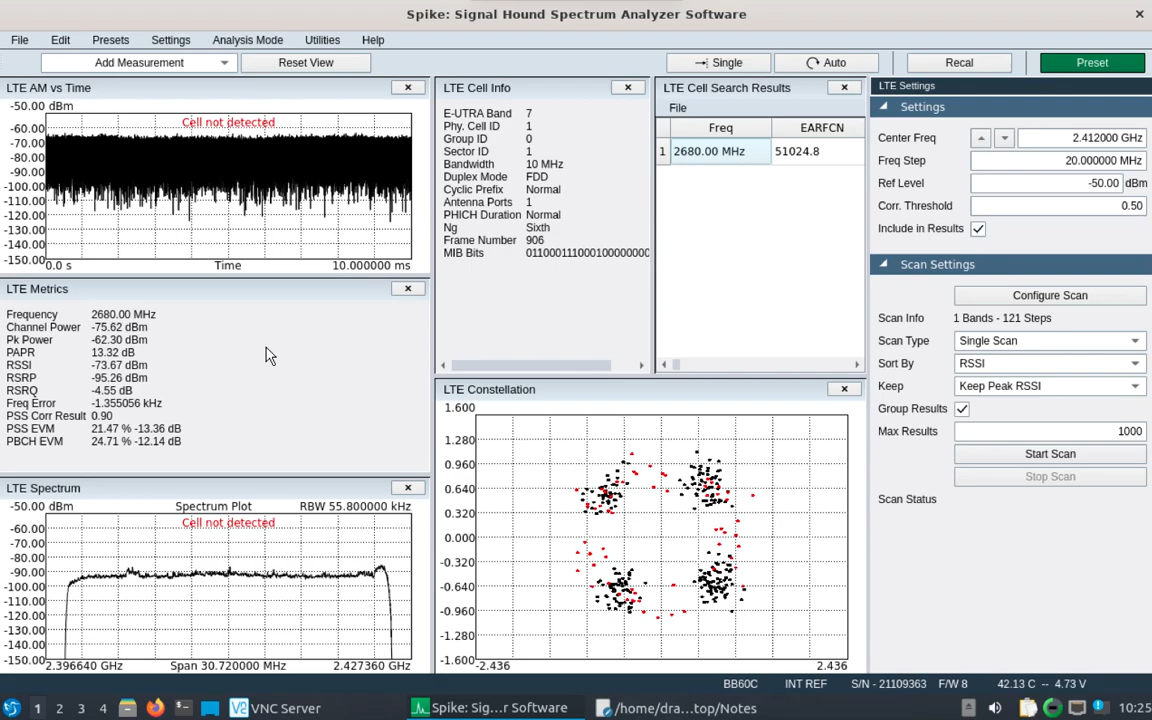 Spike: Signal Hound Spectrum Analyzer Software
File Edit Presets Settings Analysis Mode Utilities Help
Add Measurement Reset View Single Auto Recal Preset
LTE AM vs Time
-50.00 dBm
Cell not detected
-60.00
-70.00
-80.00
-90.00
-100.00
-110.00
-120.00
-130.00
-140.00
-150.00
0.0 s Time 10.000000 ms
LTE Metrics
Frequency 2680.00 MHz
Channel Power -75.62 dBm
Pk Power -62.30 dBm
PAPR 13.32 dB
RSSI -73.67 dBm
RSRP -95.26 dBm
RSRQ -4.55 dB
Freq Error -1.355056 kHz
PSS Corr Result 0.90
PSS EVM 21.47 % -13.36 dB
PBCH EVM 24.71 % -12.14 dB
LTE Spectrum
-50.00 dBm Spectrum Plot RBW 55.800000 kHz
Cell not detected
-60.00
-70.00
-80.00
-90.00
-100.00
-110.00
-120.00
-130.00
-140.00
-150.00
2.396640 GHz Span 30.720000 MHz 2.427360 GHz
LTE Cell Info
E-UTRA Band 7
Phy. Cell ID 1
Group ID 0
Sector ID 1
Bandwidth 10 MHz
Duplex Mode FDD
Cyclic Prefix Normal
Antenna Ports 1
PHICH Duration Normal
Ng Sixth
Frame Number 906
MIB Bits 011000111000100000000
LTE Cell Search Results
File
Freq EARFCN
1 2680.00 MHz 51024.8
LTE Constellation
1.600
1.280
0.960
0.640
0.320
0.000
-0.320
-0.640
-0.960
-1.280
-1.600
-2.436 2.436
LTE Settings
Settings
Center Freq 2.412000 GHz
Freq Step 20.000000 MHz
Ref Level -50.00 dBm
Corr. Threshold 0.50
Include in Results
Scan Settings
Configure Scan
Scan Info 1 Bands - 121 Steps
Scan Type Single Scan
Sort By RSSI
Keep Keep Peak RSSI
Group Results
Max Results 1000
Start Scan
Stop Scan
Scan Status
BB60C INT REF S/N - 21109363 F/W 8 42.13 C -- 4.73 V
1 2 3 4 VNC Server Spike: Sig...r Software /home/dra...top/Notes 10:25